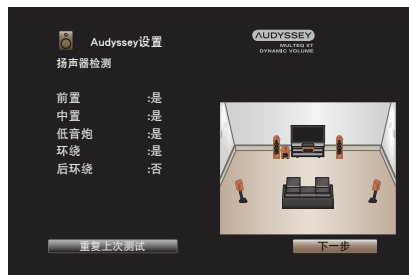 Audyssey设置
AUDYSSEY
MULTEQ XT
DYNAMIC VOLUME
扬声器检测
前置 :是
中置 :是
低音炮 :是
环绕 :是
后环绕 :否
重复上次测试
下一步